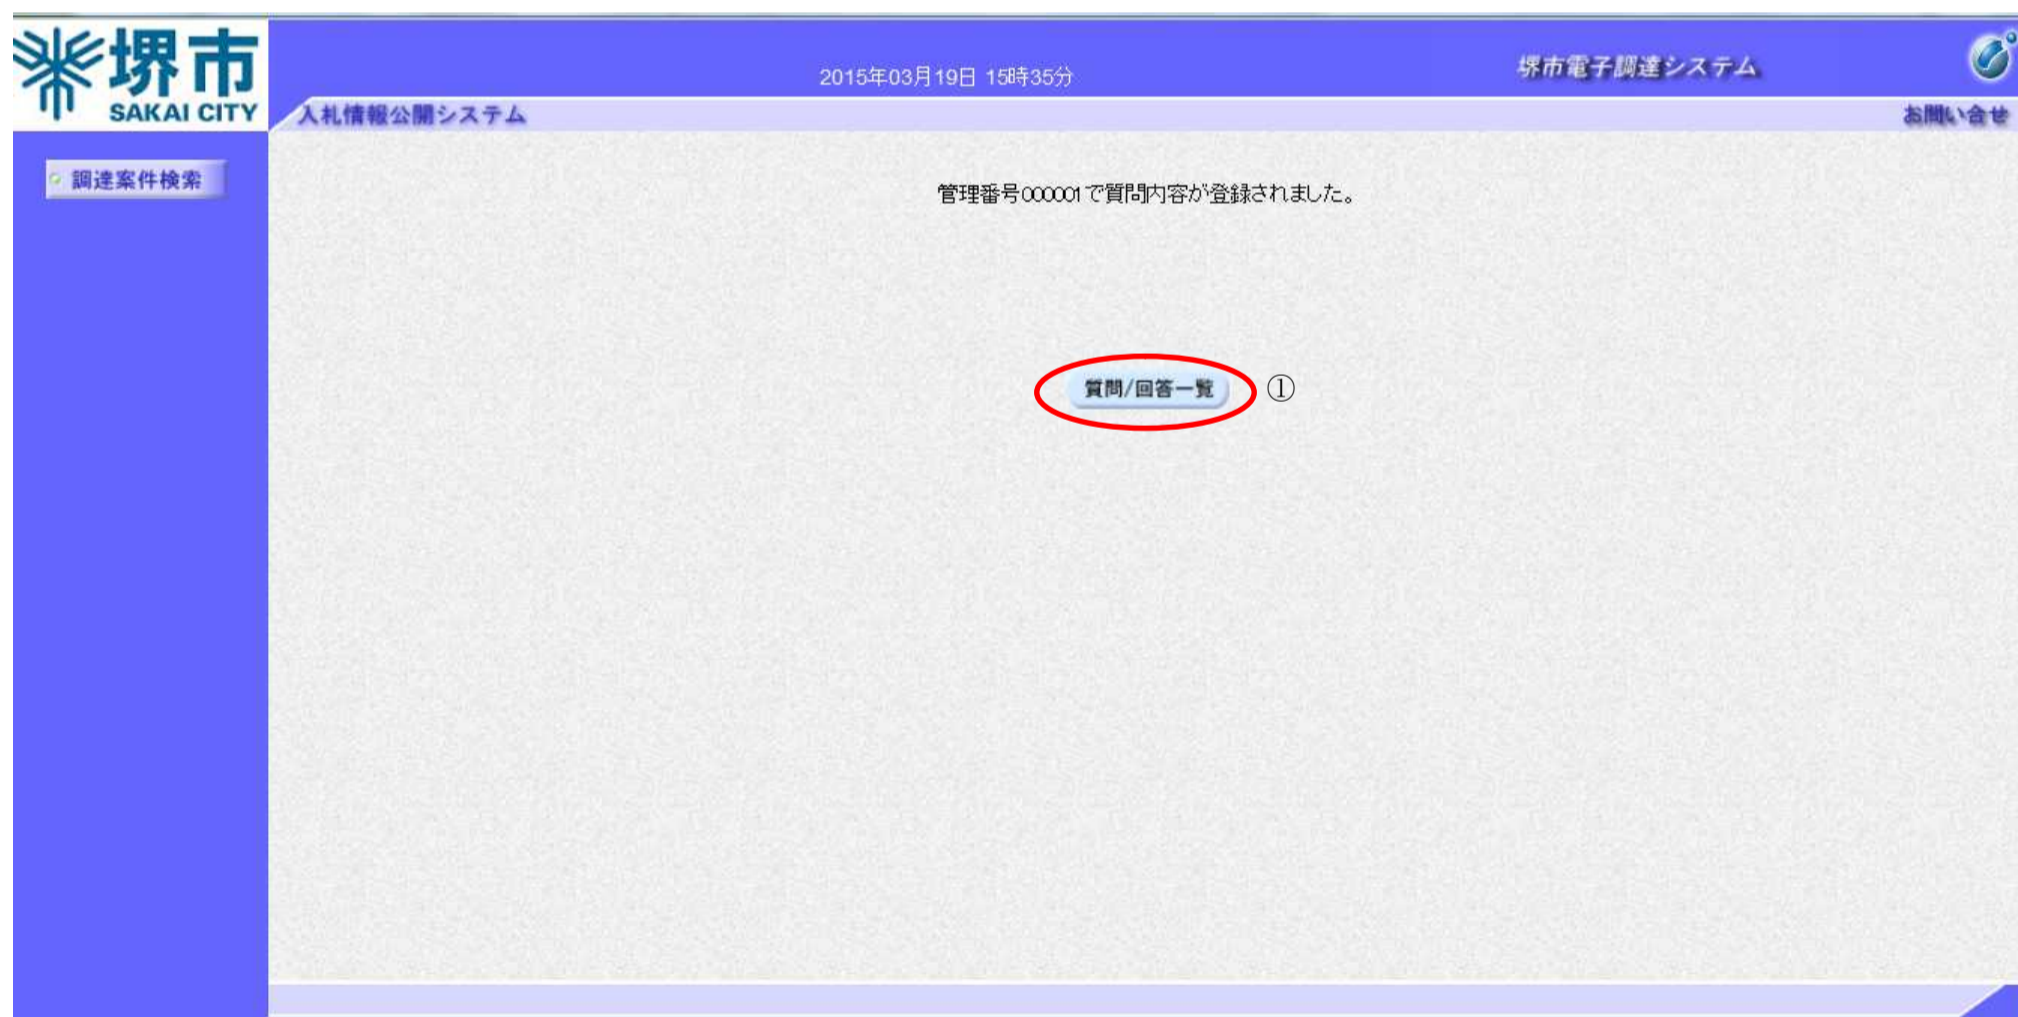 堺市
SAKAI CITY
2015年03月19日 15時35分
堺市電子調達システム
入札情報公開システム
お問い合せ
調達案件検索
管理番号000001で質問内容が登録されました。
質問/回答一覧 ①